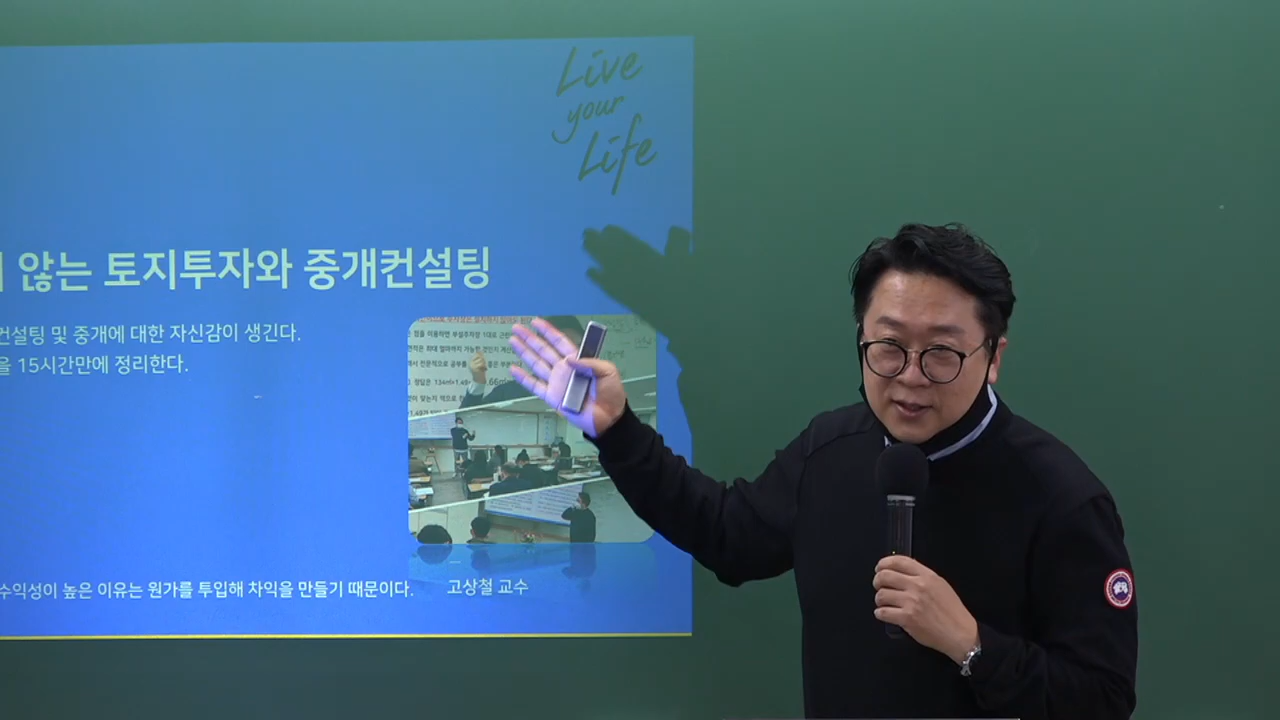 Live
your
Life
않는 토지투자와 중개컨설팅
컨설팅 및 중개에 대한 자신감이 생긴다.
을 15시간만에 정리한다.
수익성이 높은 이유는 원가를 투입해 차익을 만들기 때문이다.
고상철 교수